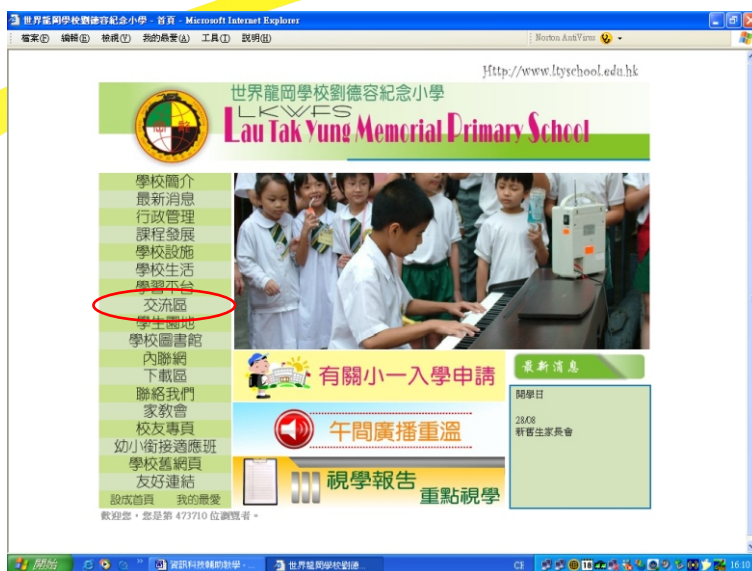 世界龍岡學校劉德容紀念小學 - 首頁 - Microsoft Internet Explorer
檔案(F) 編輯(E) 檢視(V) 我的最愛(A) 工具(T) 說明(H)
Norton AntiVirus
Http://www.ltyschool.edu.hk
世界龍岡學校劉德容紀念小學
LKWFS
Lau Tak Yung Memorial Primary School
學校簡介
最新消息
行政管理
課程發展
學校設施
學校生活
學習平台
交流區
學生園地
學校圖書館
內聯網
下載區
聯絡我們
家教會
校友專頁
幼小銜接適應班
學校舊網頁
友好連結
設成首頁 我的最愛
歡迎您,您是第 473710 位瀏覽者。
有關小一入學申請
午間廣播重溫
視學報告
重點視學
最新消息
開學日
28/08
新舊生家長會
開始
資訊科技輔助教學 -...
世界龍岡學校劉德...
CH
18
16:10